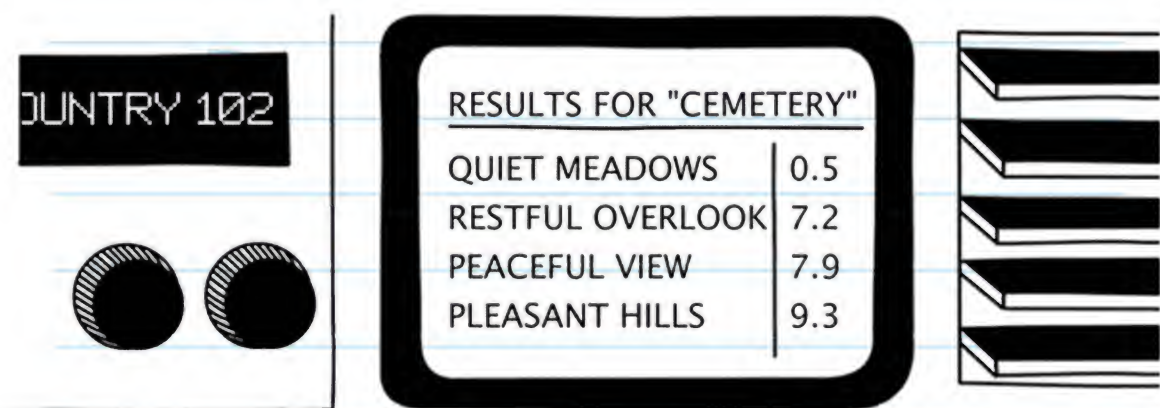 OUNTRY 102
RESULTS FOR "CEMETERY"
QUIET MEADOWS 0.5
RESTFUL OVERLOOK 7.2
PEACEFUL VIEW 7.9
PLEASANT HILLS 9.3